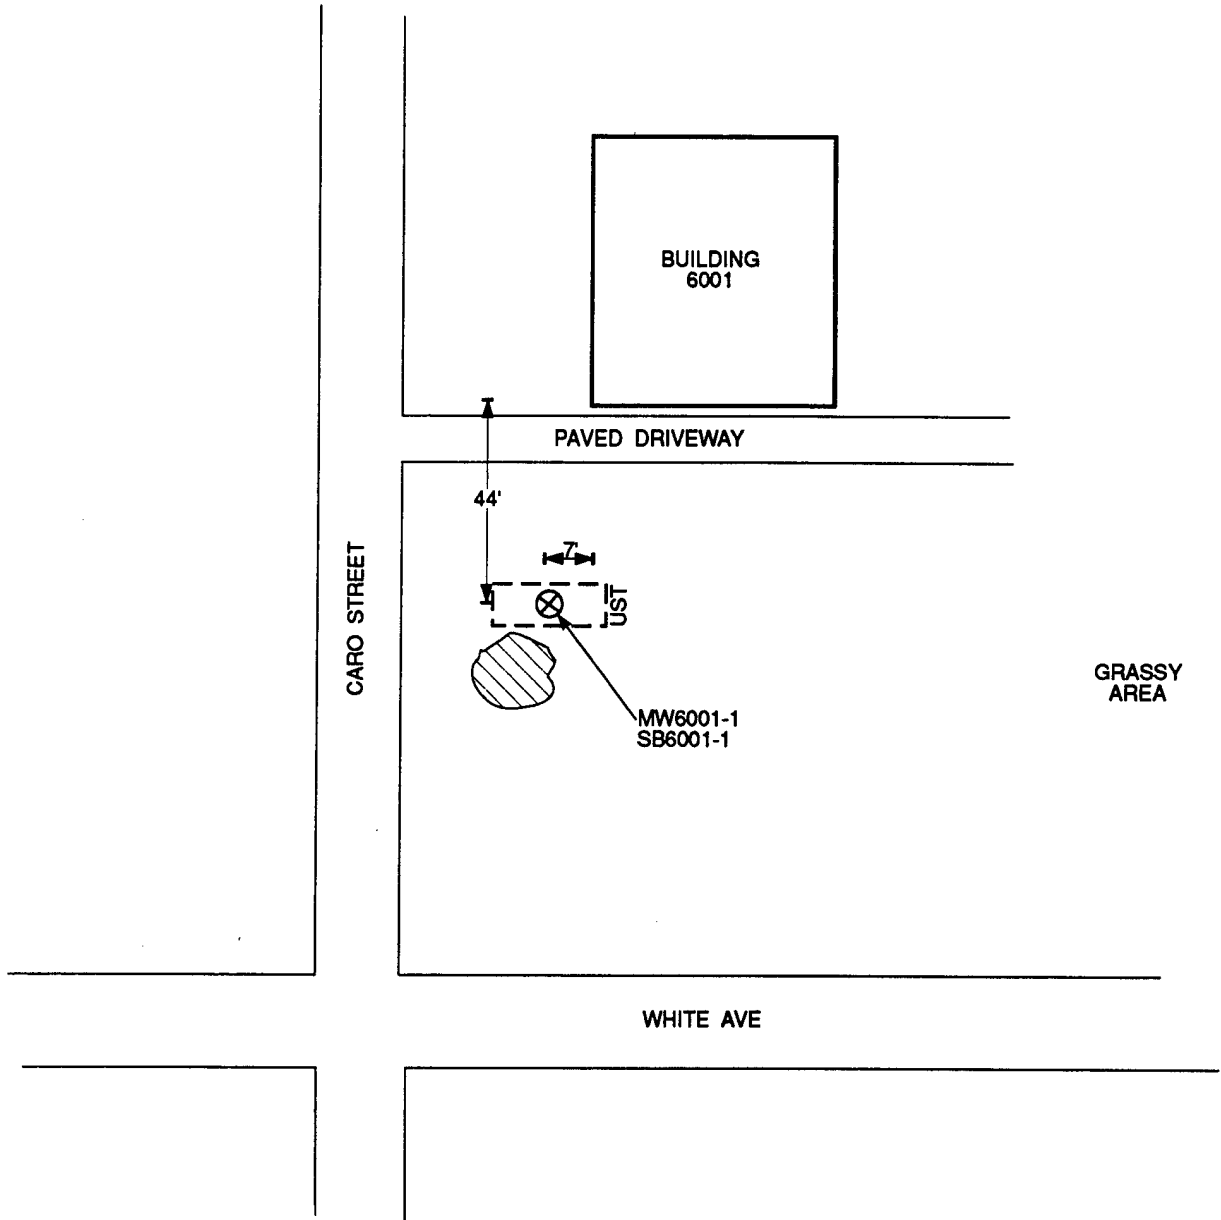 BUILDING
6001
PAVED DRIVEWAY
44'
7'
UST
CARO STREET
MW6001-1
SB6001-1
GRASSY
AREA
WHITE AVE